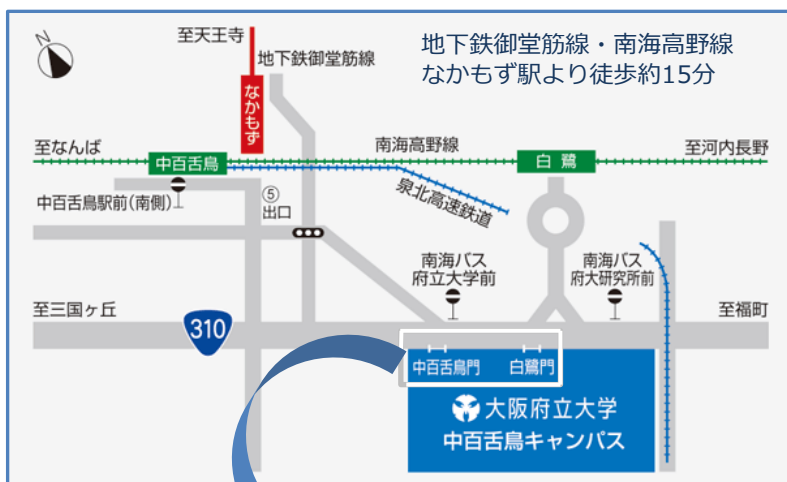 N
至天王寺
地下鉄御堂筋線
地下鉄御堂筋線・南海高野線
なかもず駅より徒歩約15分
なかもず
至なんば
中百舌鳥
南海高野線
白鷺
至河内長野
中百舌鳥駅前(南側)
⑤
出口
泉北高速鉄道
南海バス
府立大学前
南海バス
府大研究所前
至三国ヶ丘
310
至福町
中百舌鳥門
白鷺門
大阪府立大学
中百舌鳥キャンパス